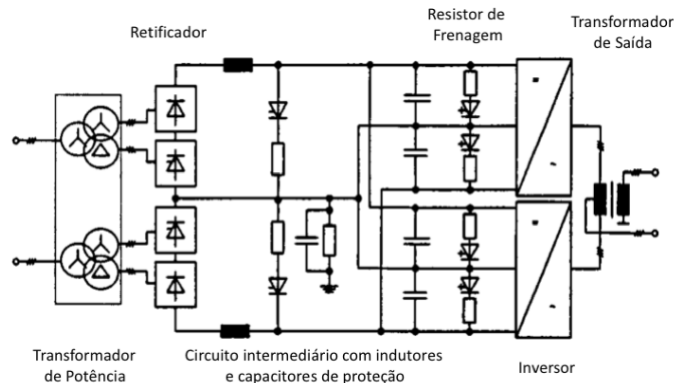 Retificador
Resistor de
Frenagem
Transformador
de Saída
Transformador
de Potência
Circuito intermediário com indutores
e capacitores de proteção
Inversor